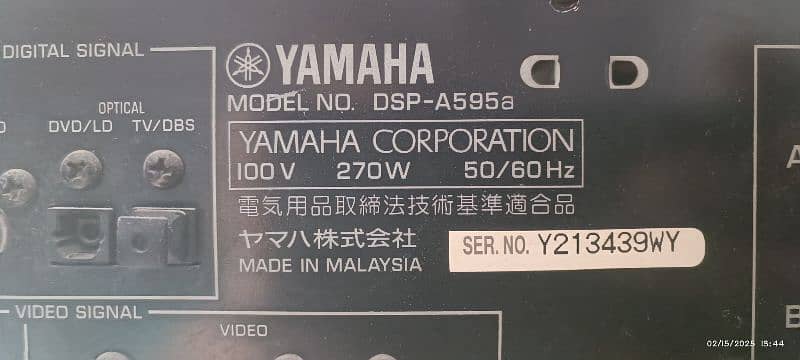 DIGITAL SIGNAL
OPTICAL
DVD/LD
TV/DBS
YAMAHA
MODEL NO. DSP-A595a
YAMAHA CORPORATION
100V 270W 50/60Hz
電気用品取締法技術基準適合品
ヤマハ株式会社
MADE IN MALAYSIA
SER. NO. Y213439WY
VIDEO SIGNAL
VIDEO
A
B
02/15/2025 15:44